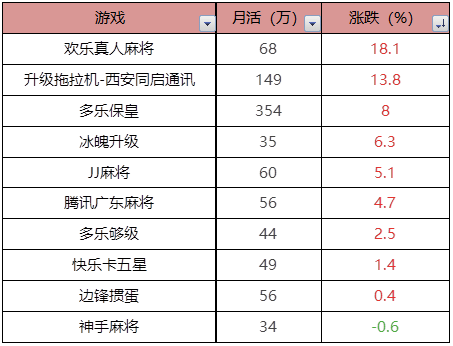 游戏 月活（万） 涨跌（%）
欢乐真人麻将 68 18.1
升级拖拉机-西安同启通讯 149 13.8
多乐保皇 354 8
冰魄升级 35 6.3
JJ麻将 60 5.1
腾讯广东麻将 56 4.7
多乐够级 44 2.5
快乐卡五星 49 1.4
边锋掼蛋 56 0.4
神手麻将 34 -0.6